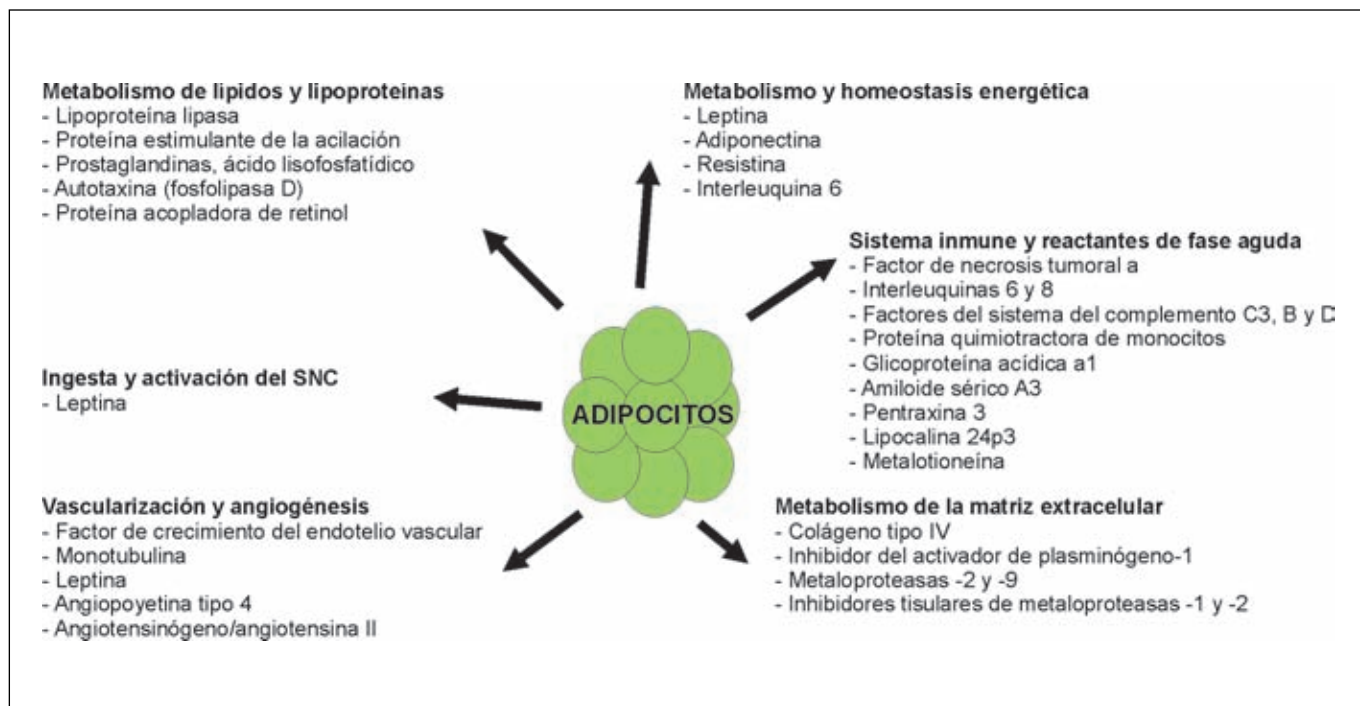 Metabolismo de lípidos y lipoproteínas
- Lipoproteína lipasa
- Proteína estimulante de la acilación
- Prostaglandinas, ácido lisofosfatídico
- Autotaxina (fosfolipasa D)
- Proteína acopladora de retinol
Metabolismo y homeostasis energética
- Leptina
- Adiponectina
- Resistina
- Interleuquina 6
Sistema inmune y reactantes de fase aguda
- Factor de necrosis tumoral a
- Interleuquinas 6 y 8
- Factores del sistema del complemento C3, B y D
- Proteína quimiotractora de monocitos
- Glicoproteína acídica a1
- Amiloide sérico A3
- Pentraxina 3
- Lipocalina 24p3
- Metalotioneína
Ingesta y activación del SNC
- Leptina
ADIPOCITOS
Vascularización y angiogénesis
- Factor de crecimiento del endotelio vascular
- Monotubulina
- Leptina
- Angiopoyetina tipo 4
- Angiotensinógeno/angiotensina II
Metabolismo de la matriz extracelular
- Colágeno tipo IV
- Inhibidor del activador de plasminógeno-1
- Metaloproteasas -2 y -9
- Inhibidores tisulares de metaloproteasas -1 y -2